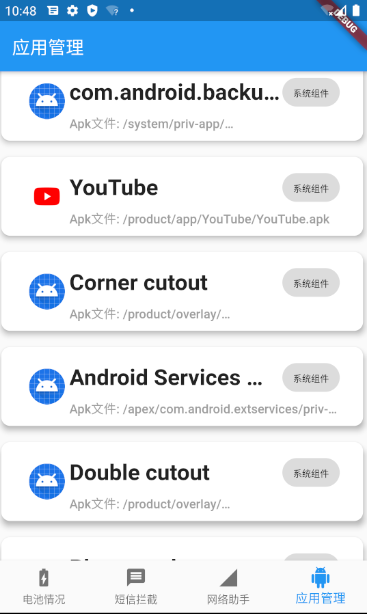 10:48
DEBUG
应用管理
com.android.backu...
系统组件
Apk文件: /system/priv-app/...
YouTube
系统组件
Apk文件: /product/app/YouTube/YouTube.apk
Corner cutout
系统组件
Apk文件: /product/overlay/...
Android Services ...
系统组件
Apk文件: /apex/com.android.extservices/priv-...
Double cutout
系统组件
Apk文件: /product/overlay/...
电池情况
短信拦截
网络助手
应用管理